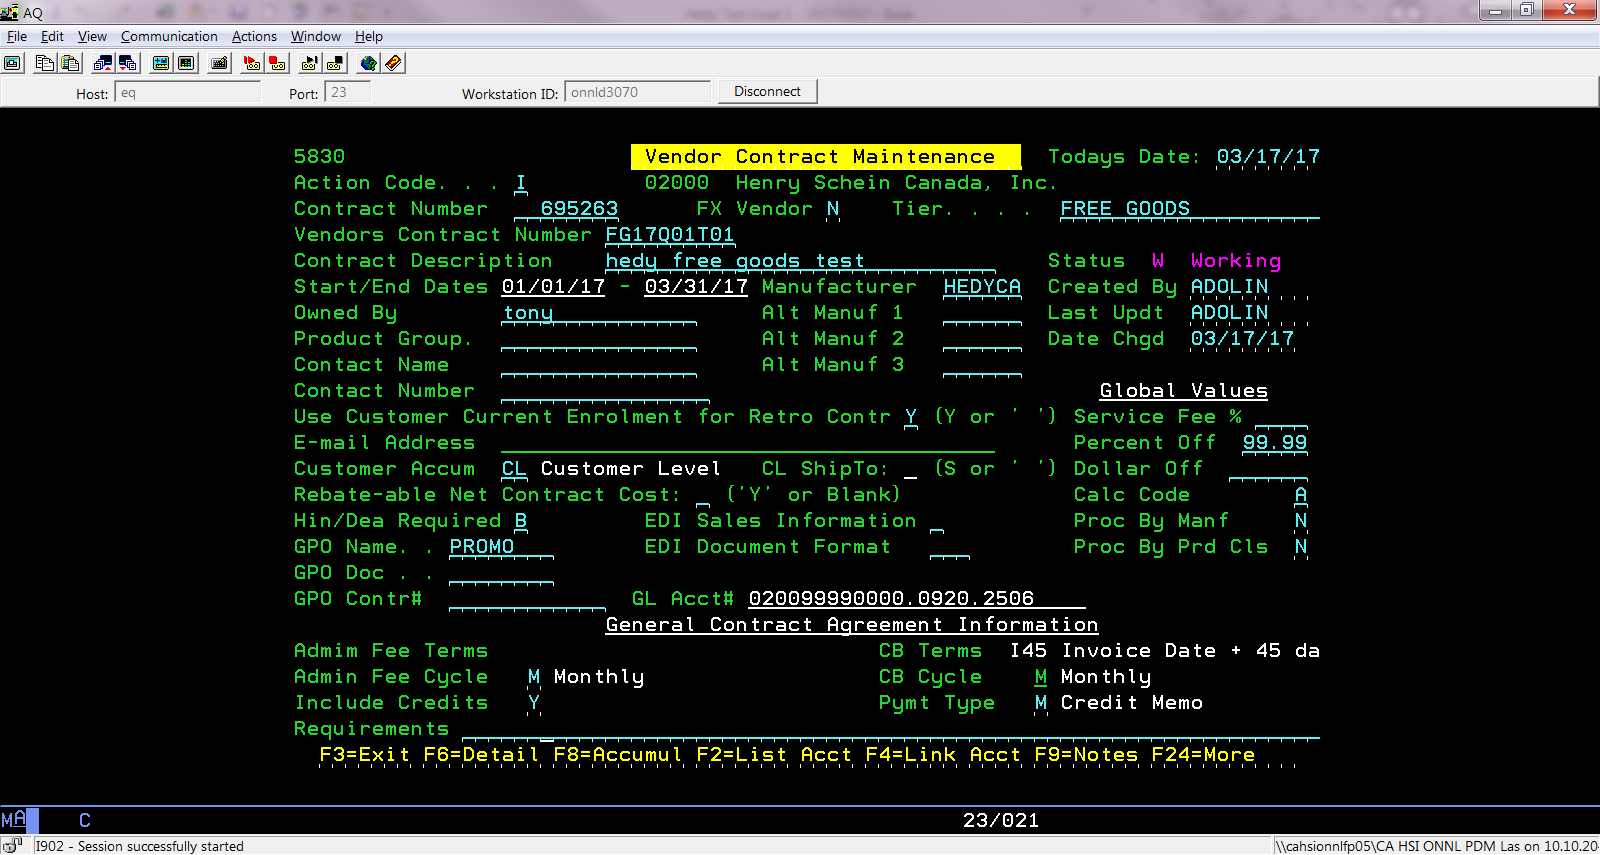 AQ
File Edit View Communication Actions Window Help
Host: eq Port: 23 Workstation ID: onnld3070 Disconnect
5830 Vendor Contract Maintenance Todays Date: 03/17/17
Action Code. . . I 02000 Henry Schein Canada, Inc.
Contract Number 695263 FX Vendor N Tier. . . . FREE GOODS
Vendors Contract Number FG17Q01T01
Contract Description hedy free goods test Status W Working
Start/End Dates 01/01/17 - 03/31/17 Manufacturer HEDYCA Created By ADOLIN
Owned By tony Alt Manuf 1 Last Updt ADOLIN
Product Group. Alt Manuf 2 Date Chgd 03/17/17
Contact Name Alt Manuf 3
Contact Number Global Values
Use Customer Current Enrolment for Retro Contr Y (Y or ' ') Service Fee %
E-mail Address Percent Off 99.99
Customer Accum CL Customer Level CL ShipTo: _ (S or ' ') Dollar Off
Rebate-able Net Contract Cost: _ ('Y' or Blank) Calc Code A
Hin/Dea Required B EDI Sales Information Proc By Manf N
GPO Name. . PROMO EDI Document Format Proc By Prd Cls N
GPO Doc . .
GPO Contr# GL Acct# 020099990000.0920.2506
General Contract Agreement Information
Admim Fee Terms CB Terms I45 Invoice Date + 45 da
Admin Fee Cycle M Monthly CB Cycle M Monthly
Include Credits Y Pymt Type M Credit Memo
Requirements
F3=Exit F6=Detail F8=Accumul F2=List Acct F4=Link Acct F9=Notes F24=More
MA C 23/021
I902 - Session successfully started \\cahsionnlfp05\CA HSI ONNL PDM Las on 10.10.20